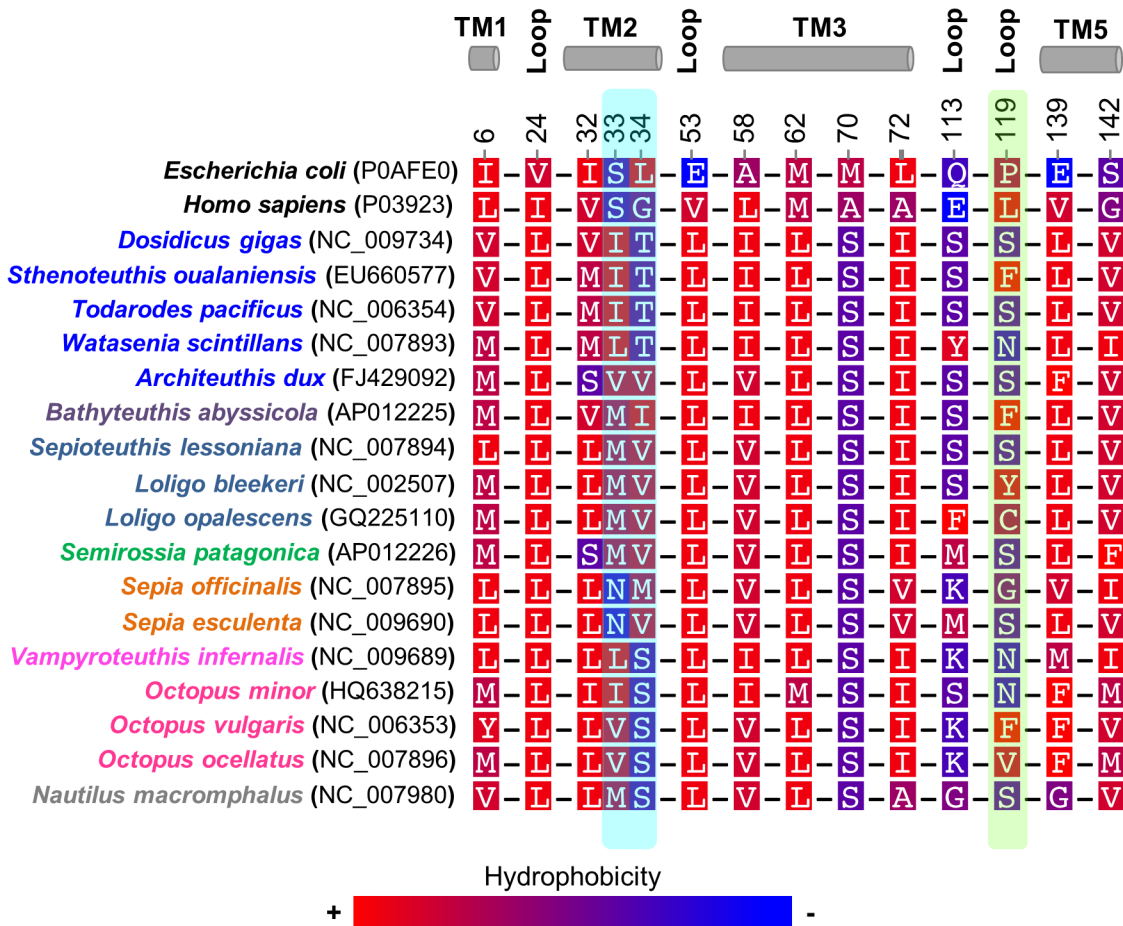 TM1 Loop TM2 Loop TM3 Loop Loop TM5
6 24 32 33 34 53 58 62 70 72 113 119 139 142
Escherichia coli (P0AFE0) I V I S L E A M M L Q P E S
Homo sapiens (P03923) L I V S G V L M A A E L V G
Dosidicus gigas (NC_009734) V L V I T L I L S I S S L V
Sthenoteuthis oualaniensis (EU660577) V L M I T L I L S I S F L V
Todarodes pacificus (NC_006354) V L M I T L I L S I S S L V
Watasenia scintillans (NC_007893) M L M L T L I L S I Y N L I
Architeuthis dux (FJ429092) M L S V V L V L S I S S F V
Bathyteuthis abyssicola (AP012225) M L V M I L I L S I S F L V
Sepioteuthis lessoniana (NC_007894) L L L M V L V L S I S S L V
Loligo bleekeri (NC_002507) M L L M V L V L S I S Y L V
Loligo opalescens (GQ225110) M L L M V L V L S I F C L V
Semirossia patagonica (AP012226) M L S M V L V L S I M S L F
Sepia officinalis (NC_007895) L L L N M L V L S V K G V I
Sepia esculenta (NC_009690) L L L N V L V L S V M S L V
Vampyroteuthis infernalis (NC_009689) L L L L S L I L S I K N M I
Octopus minor (HQ638215) M L I I S L I M S I S N F M
Octopus vulgaris (NC_006353) Y L L V S L V L S I K F F V
Octopus ocellatus (NC_007896) M L L V S L V L S I K V F M
Nautilus macromphalus (NC_007980) V L L M S L V L S A G S G V
Hydrophobicity
+ -